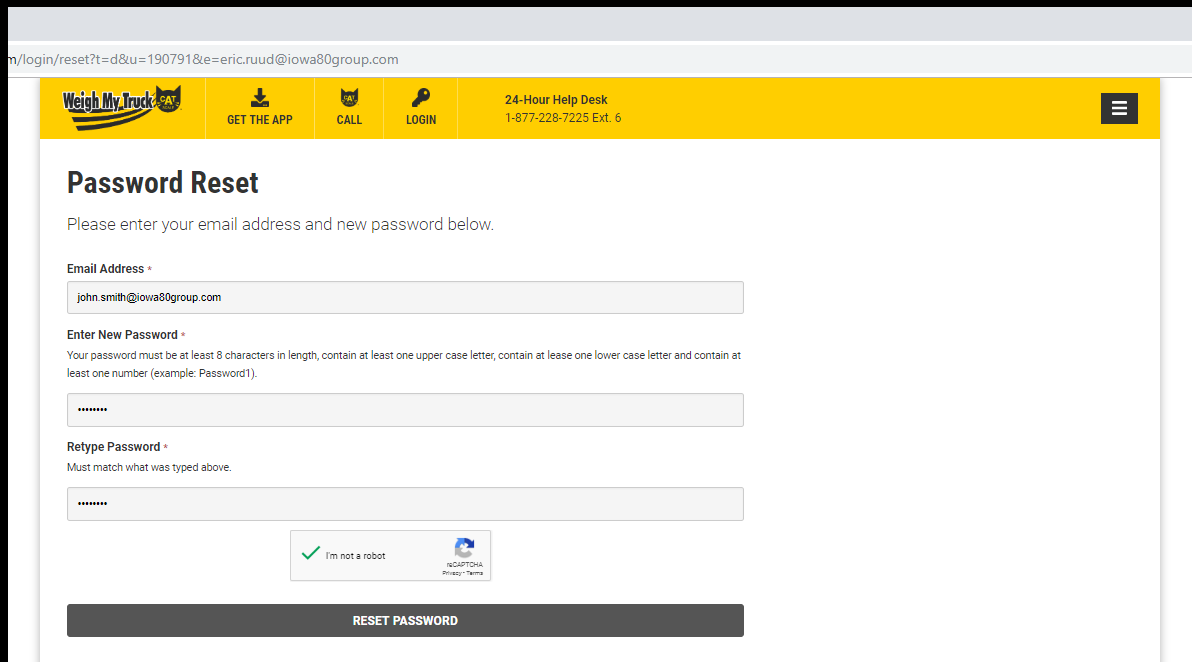 m/login/reset?t=d&u=190791&e=eric.ruud@iowa80group.com
Weigh My Truck CAT
GET THE APP
CAT
CALL
LOGIN
24-Hour Help Desk
1-877-228-7225 Ext. 6
Password Reset
Please enter your email address and new password below.
Email Address *
john.smith@iowa80group.com
Enter New Password *
Your password must be at least 8 characters in length, contain at least one upper case letter, contain at lease one lower case letter and contain at
least one number (example: Password1).
••••••••
Retype Password *
Must match what was typed above.
••••••••
I'm not a robot
reCAPTCHA
Privacy - Terms
RESET PASSWORD